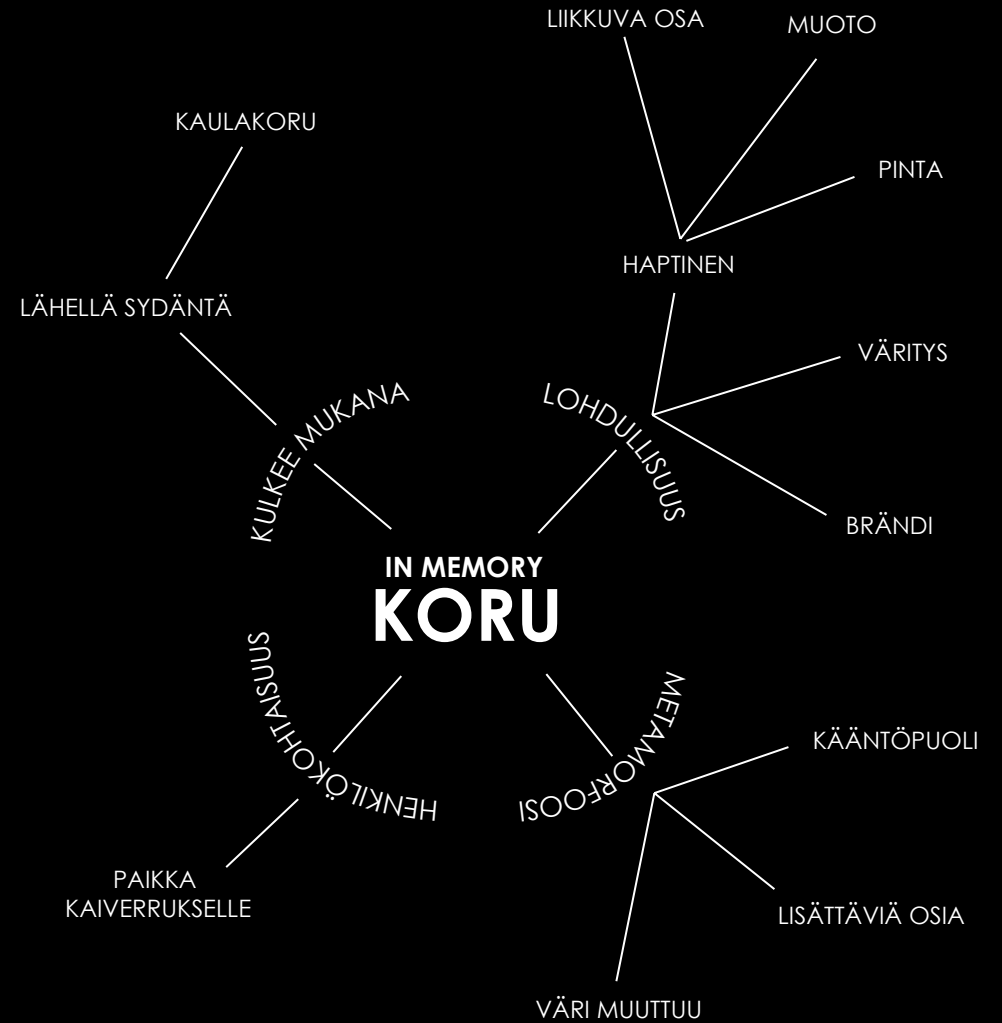 LIIKKUVA OSA
MUOTO
KAULAKORU
PINTA
HAPTINEN
LÄHELLÄ SYDÄNTÄ
VÄRITYS
KULKEE MUKANA
LOHDULLISUUS
BRÄNDI
IN MEMORY
KORU
HENKILÖKOHTAISUUS
METAMORFOOSI
KÄÄNTÖPUOLI
PAIKKA
KAIVERRUKSELLE
LISÄTTÄVIÄ OSIA
VÄRI MUUTTUU